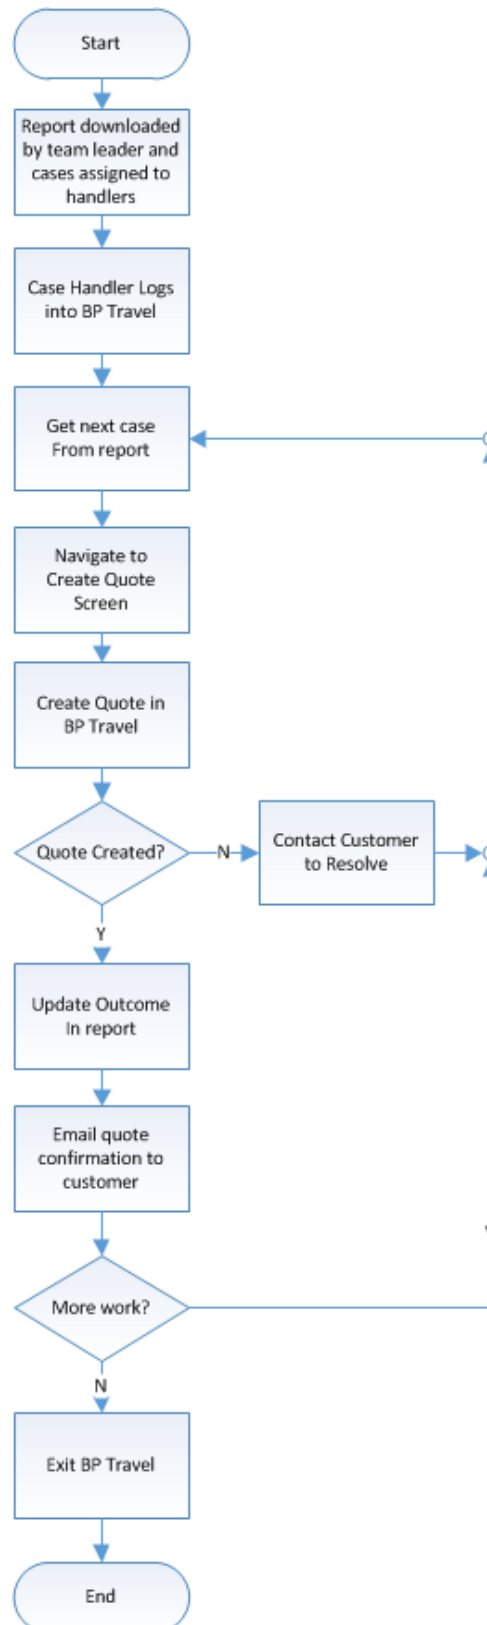 Start
Report downloaded
by team leader and
cases assigned to
handlers
Case Handler Logs
into BP Travel
Get next case
From report
Navigate to
Create Quote
Screen
Create Quote in
BP Travel
Quote Created?
N
Contact Customer
to Resolve
Y
Update Outcome
In report
Email quote
confirmation to
customer
More work?
N
Exit BP Travel
End